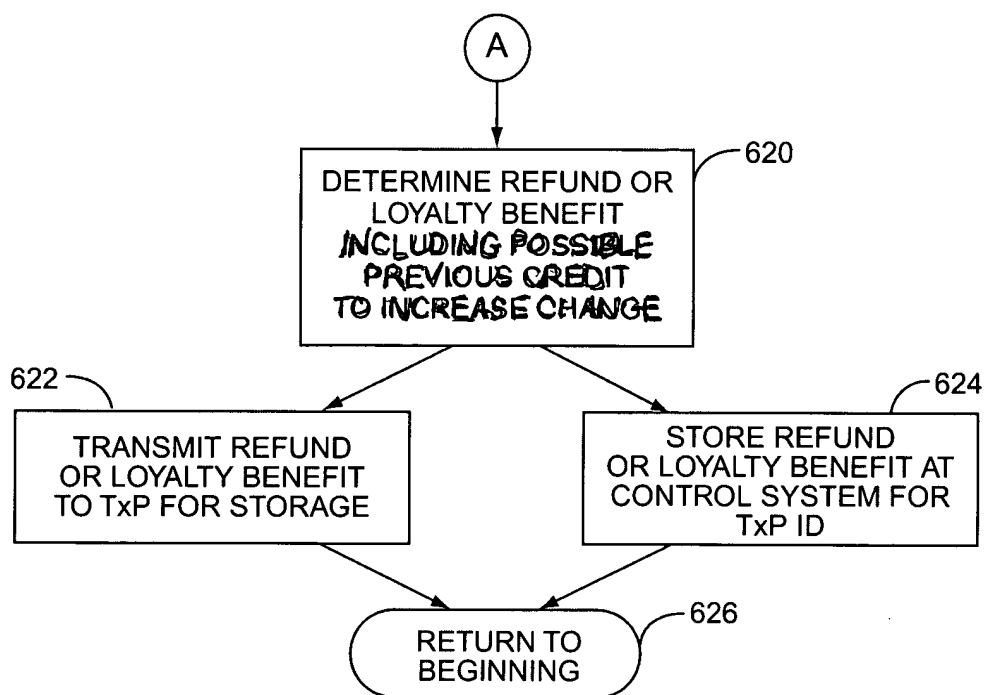 A
620
DETERMINE REFUND OR
LOYALTY BENEFIT
INCLUDING POSSIBLE
PREVIOUS CREDIT
TO INCREASE CHANGE
622
TRANSMIT REFUND
OR LOYALTY BENEFIT
TO TxP FOR STORAGE
624
STORE REFUND
OR LOYALTY BENEFIT AT
CONTROL SYSTEM FOR
TxP ID
626
RETURN TO
BEGINNING